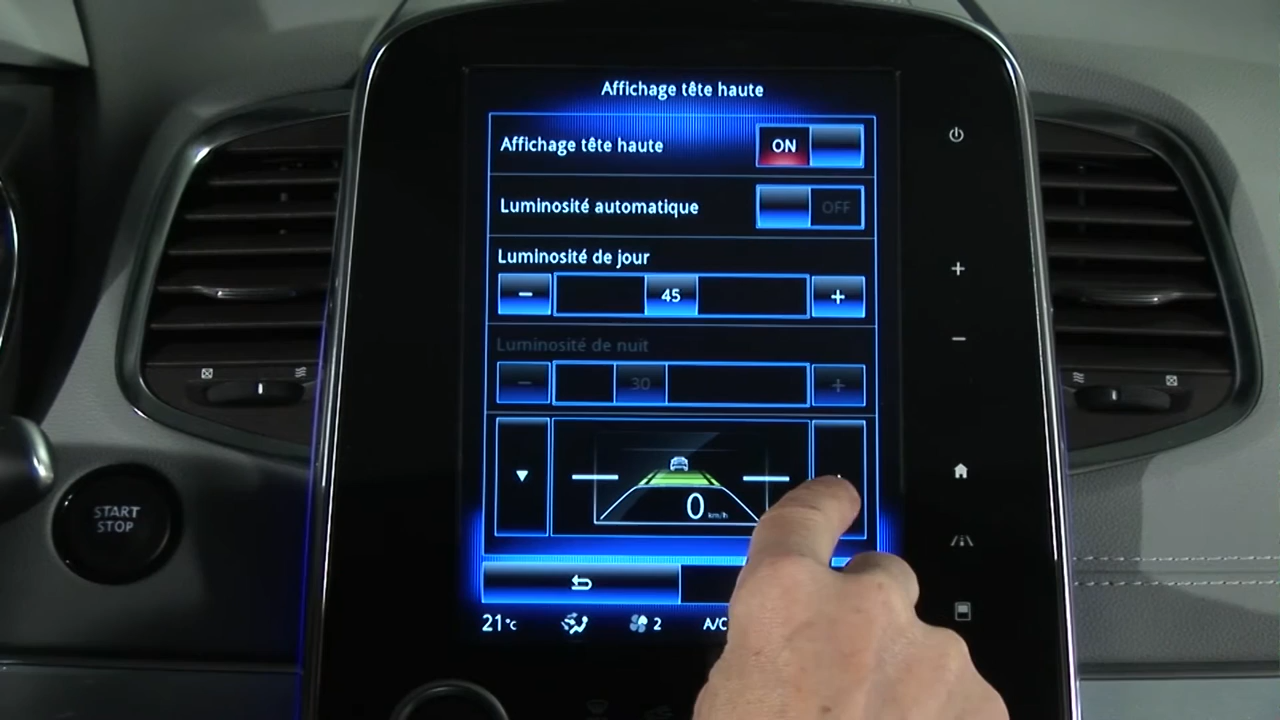 Affichage tête haute
Affichage tête haute ON
Luminosité automatique OFF
Luminosité de jour
- 45 +
Luminosité de nuit
- 30 +
0 km/h
START
STOP
21°C 2 A/C